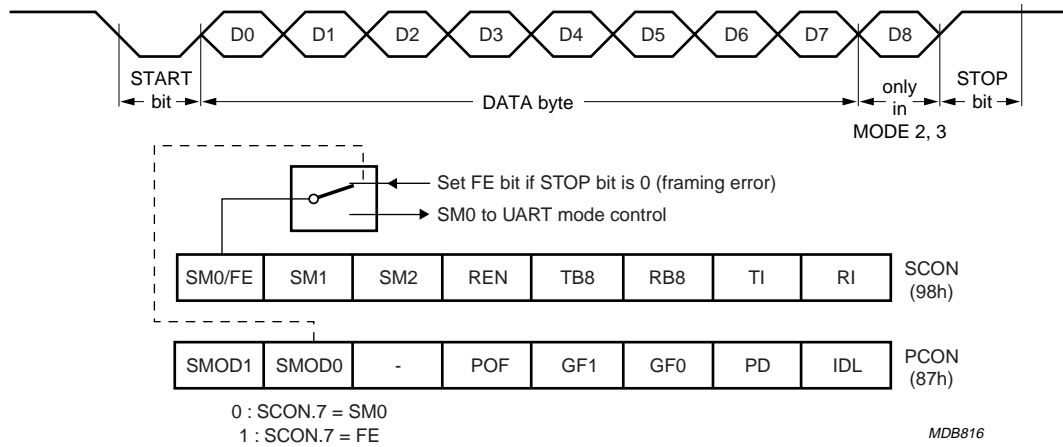 D0 D1 D2 D3 D4 D5 D6 D7 D8
START bit
DATA byte
only in MODE 2, 3
STOP bit
Set FE bit if STOP bit is 0 (framing error)
SM0 to UART mode control
SM0/FE SM1 SM2 REN TB8 RB8 TI RI
SCON (98h)
SMOD1 SMOD0 - POF GF1 GF0 PD IDL
PCON (87h)
0 : SCON.7 = SM0
1 : SCON.7 = FE
MDB816